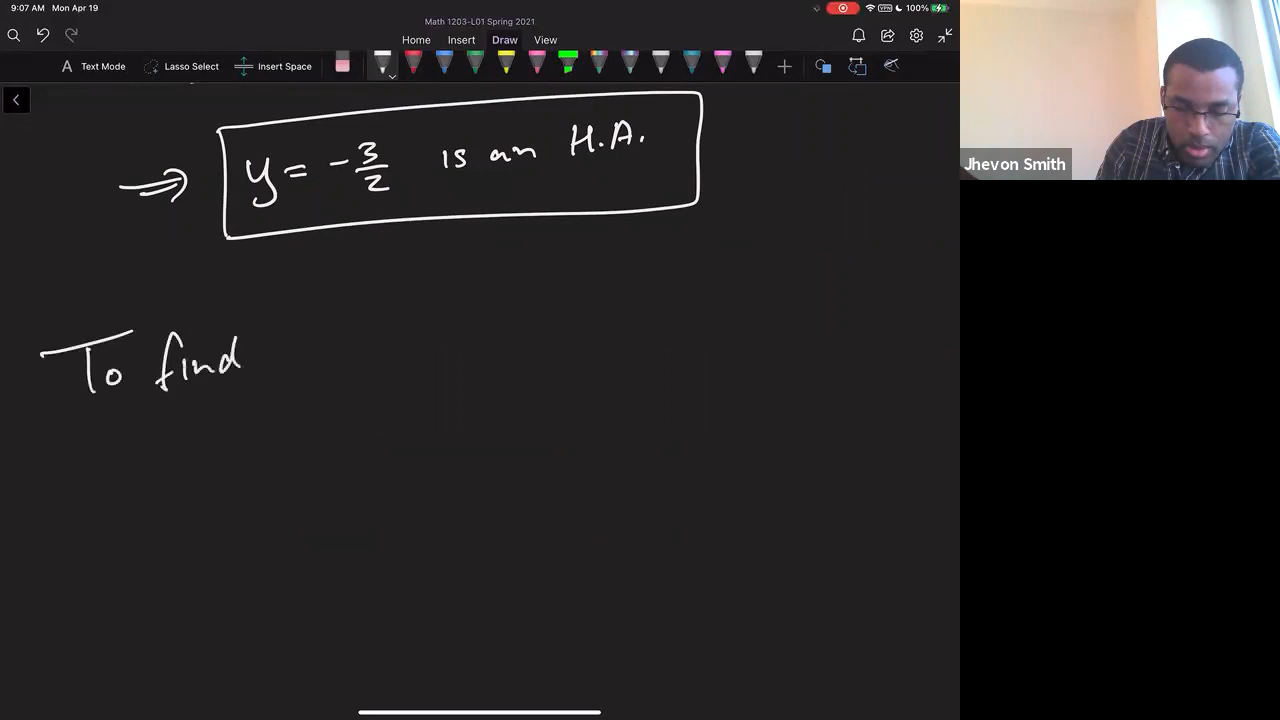 9:07 AM Mon Apr 19
VPN 100%
Math 1203-L01 Spring 2021
Home Insert Draw View
A Text Mode Lasso Select Insert Space
⇒ y = -3/2 is an H.A.
To find
Jhevon Smith